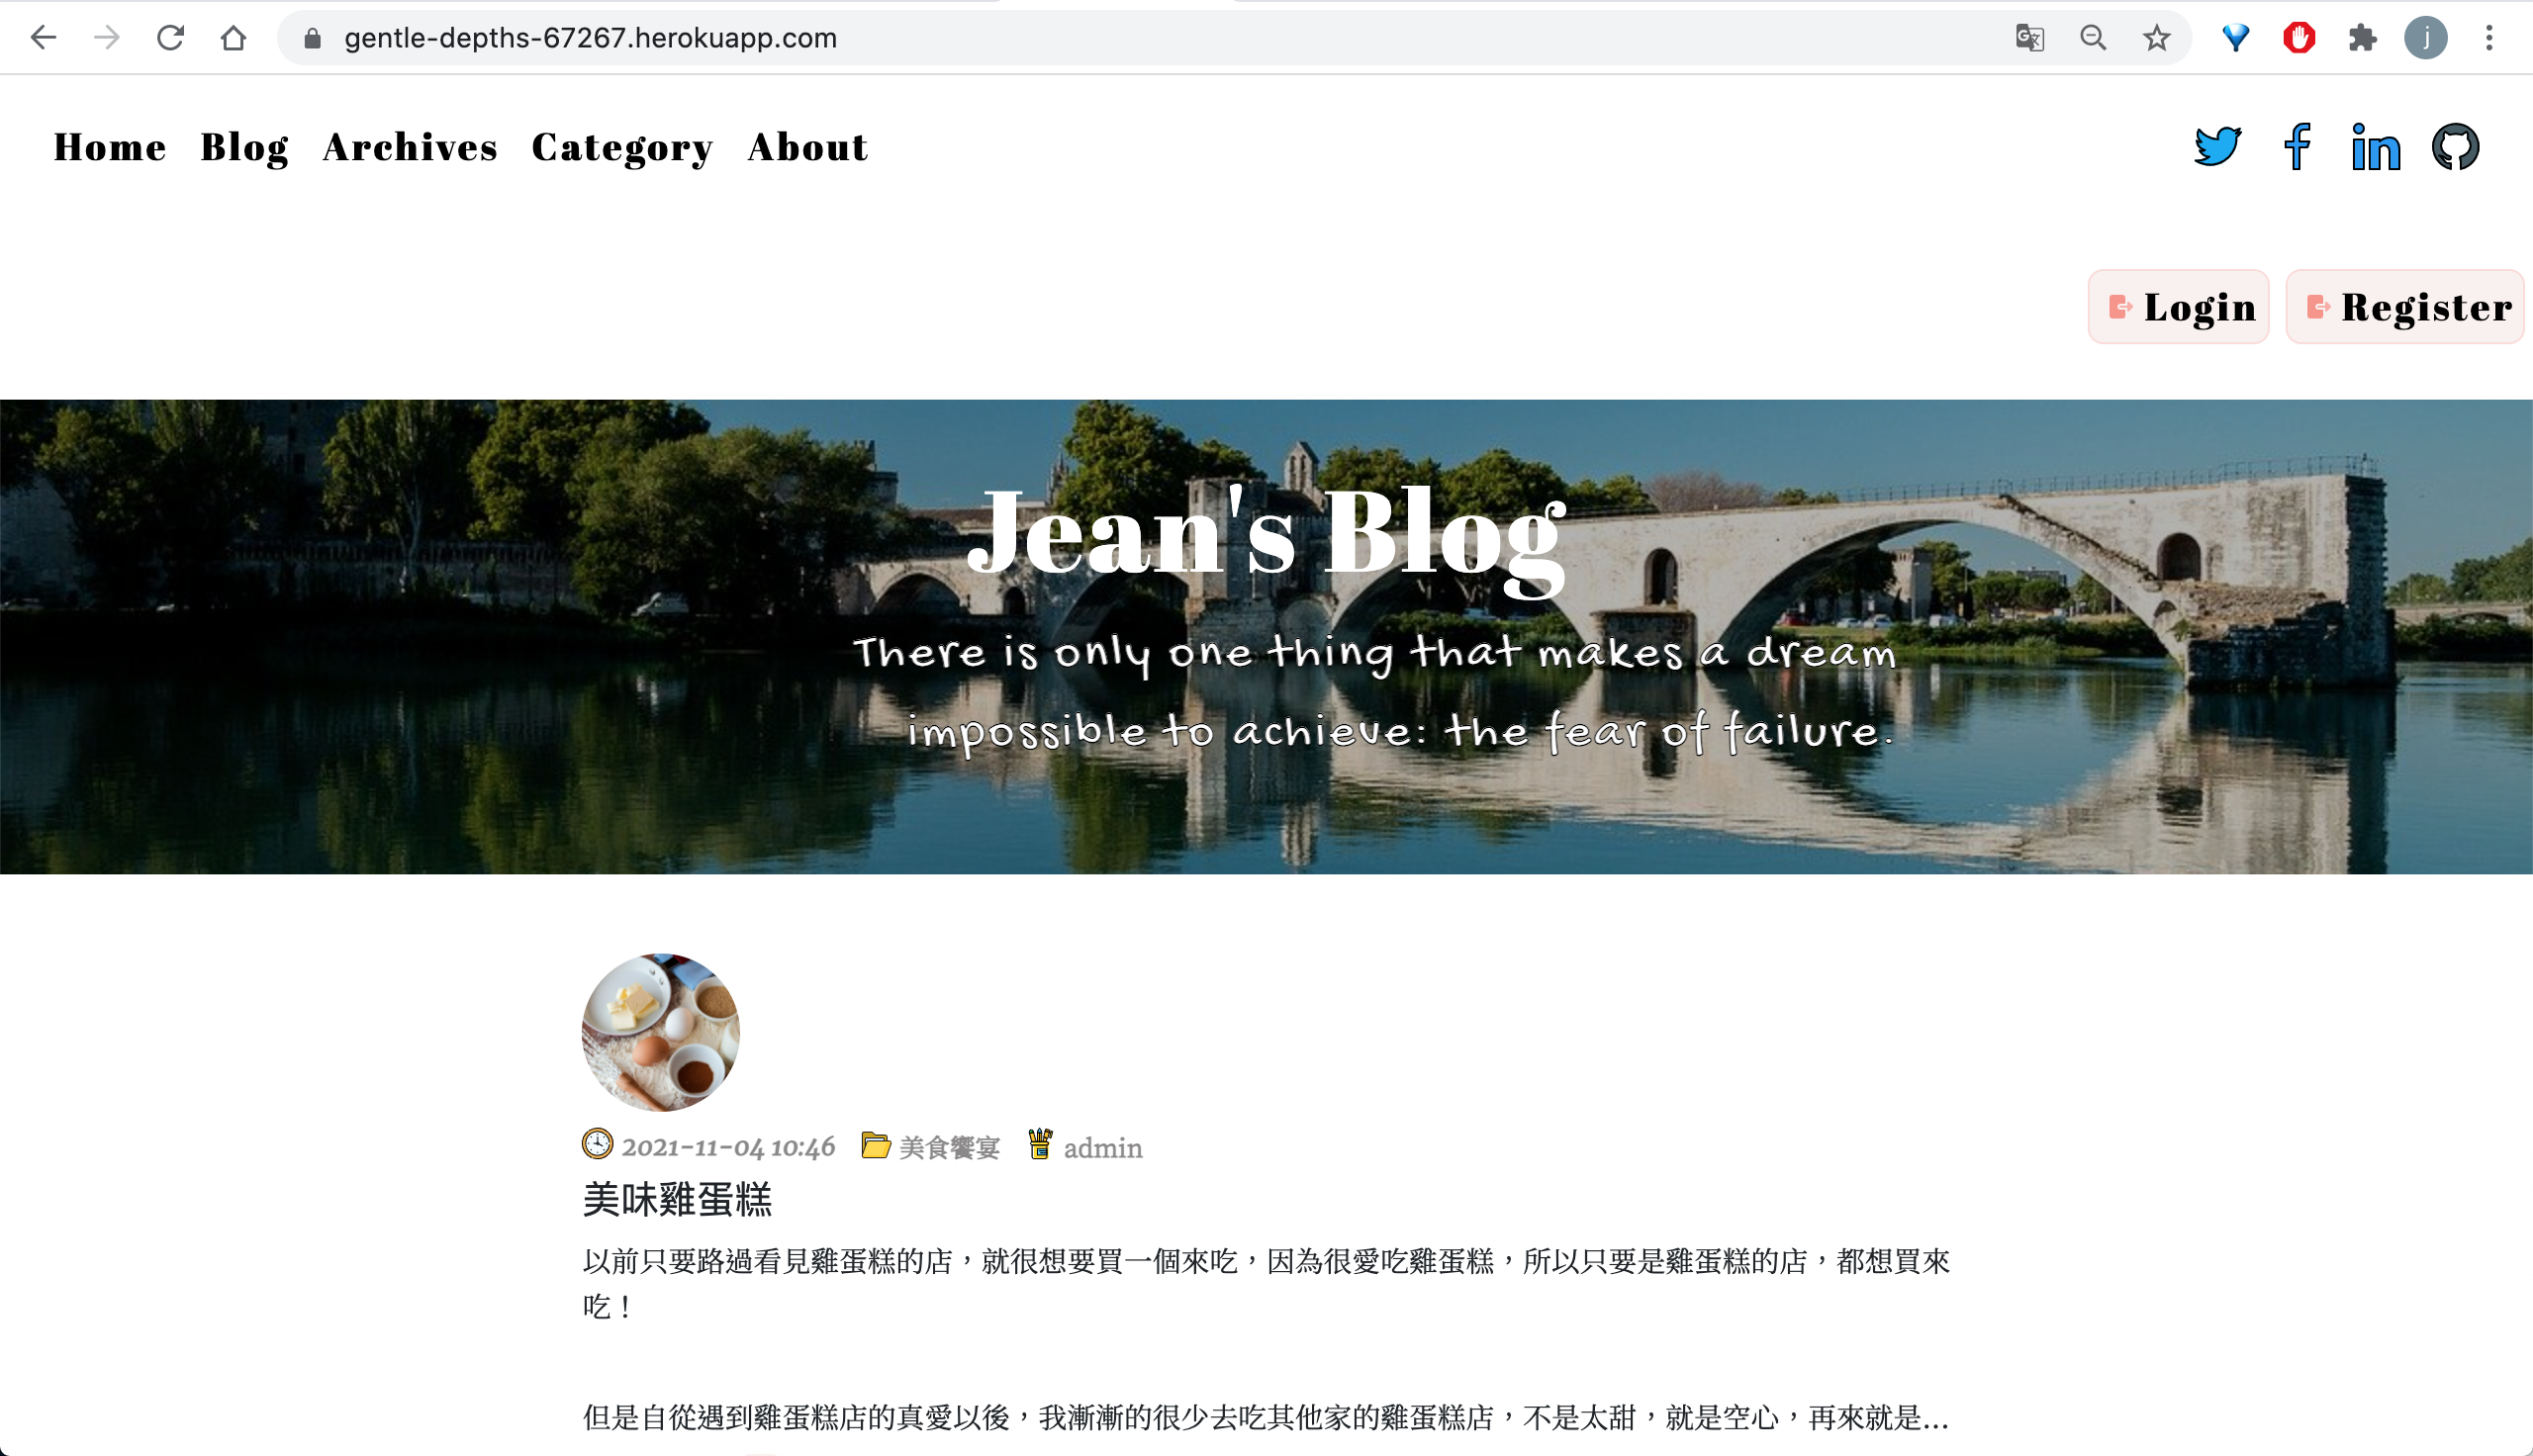 gentle-depths-67267.herokuapp.com
j
Home Blog Archives Category About
Login Register
Jean's Blog
There is only one thing that makes a dream
impossible to achieve: the fear of failure.
2021-11-04 10:46 美食饗宴 admin
美味雞蛋糕
以前只要路過看見雞蛋糕的店，就很想要買一個來吃，因為很愛吃雞蛋糕，所以只要是雞蛋糕的店，都想買來
吃！
但是自從遇到雞蛋糕店的真愛以後，我漸漸的很少去吃其他家的雞蛋糕店，不是太甜，就是空心，再來就是...